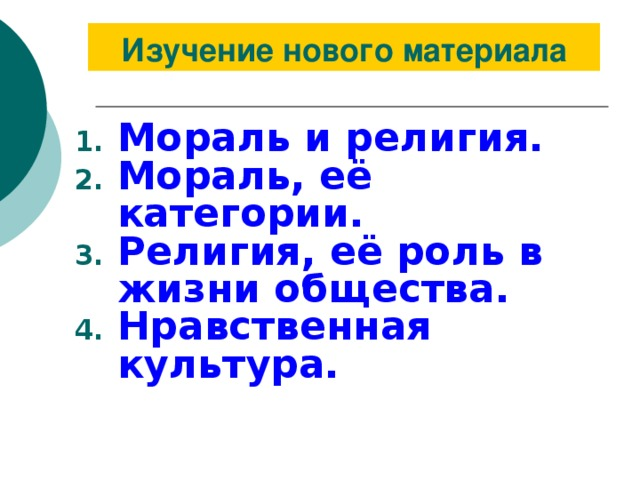 Изучение нового материала
1. Мораль и религия.
2. Мораль, её
категории.
3. Религия, её роль в
жизни общества.
4. Нравственная
культура.